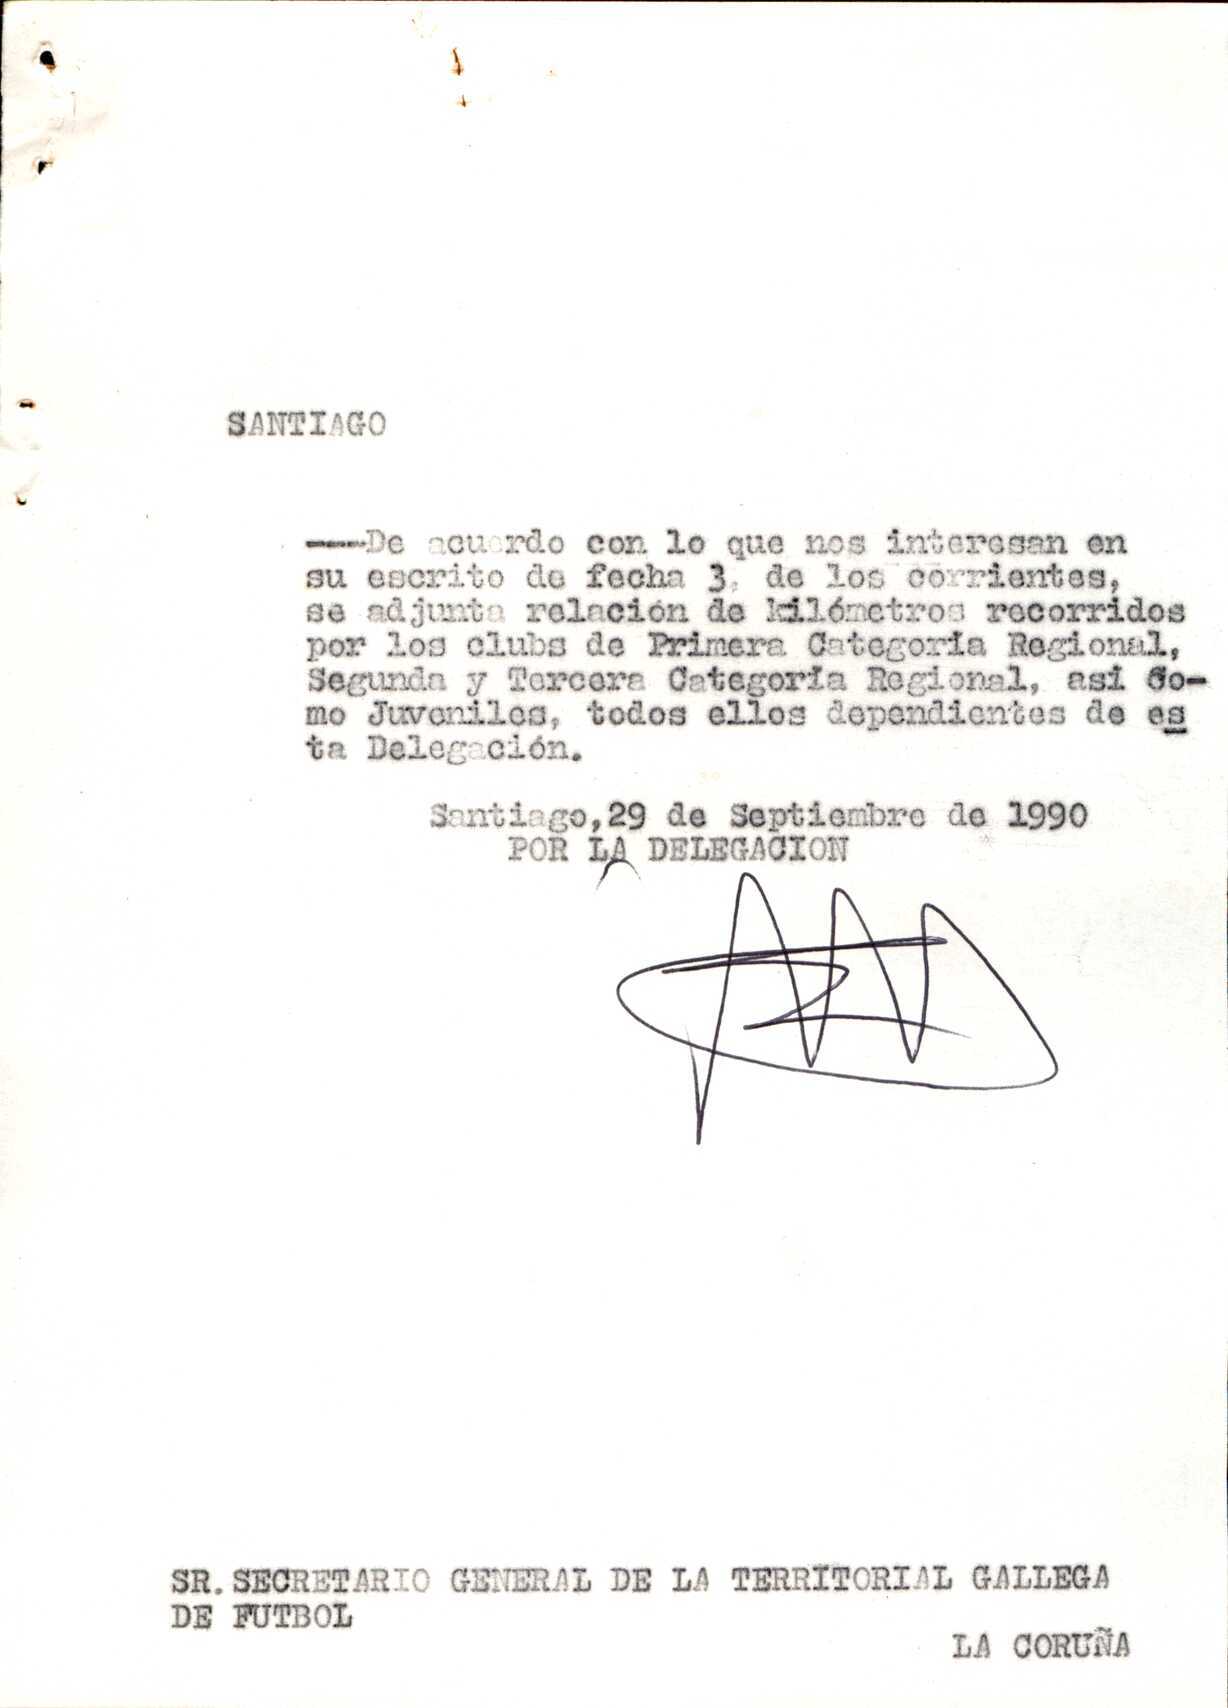 SANTIAGO
----De acuerdo con lo que nos interesan en
su escrito de fecha 3, de los corrientes,
se adjunta relación de kilómetros recorridos
por los clubs de Primera Categoría Regional,
Segunda y Tercera Categoría Regional, así Co-
mo Juveniles, todos ellos dependientes de es
ta Delegación.
Santiago,29 de Septiembre de 1990
POR LA DELEGACION
SR. SECRETARIO GENERAL DE LA TERRITORIAL GALLEGA
DE FUTBOL
LA CORUÑA